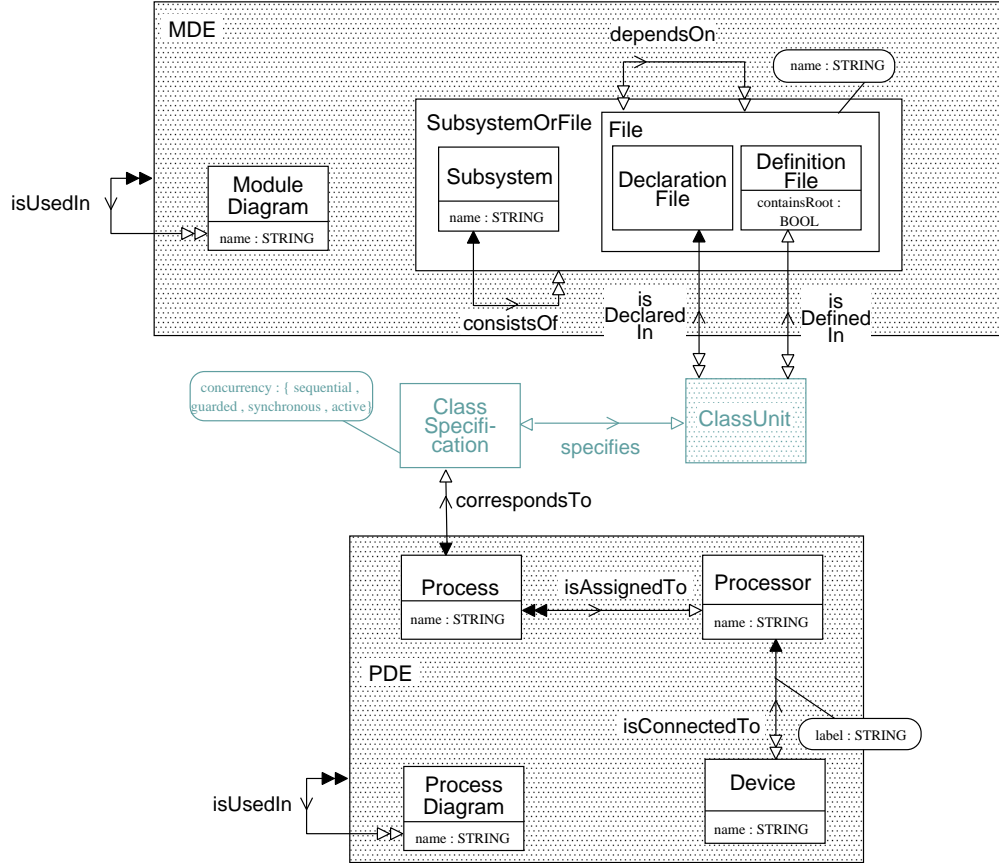 MDE
dependsOn
name : STRING
SubsystemOrFile
File
Subsystem
name : STRING
Declaration
File
Definition
File
containsRoot :
BOOL
isUsedIn
Module
Diagram
name : STRING
consistsOf
is
Declared
In
is
Defined
In
concurrency : { sequential ,
guarded , synchronous , active}
Class
Specifi-
cation
specifies
ClassUnit
correspondsTo
Process
name : STRING
isAssignedTo
Processor
name : STRING
PDE
isConnectedTo
label : STRING
isUsedIn
Process
Diagram
name : STRING
Device
name : STRING